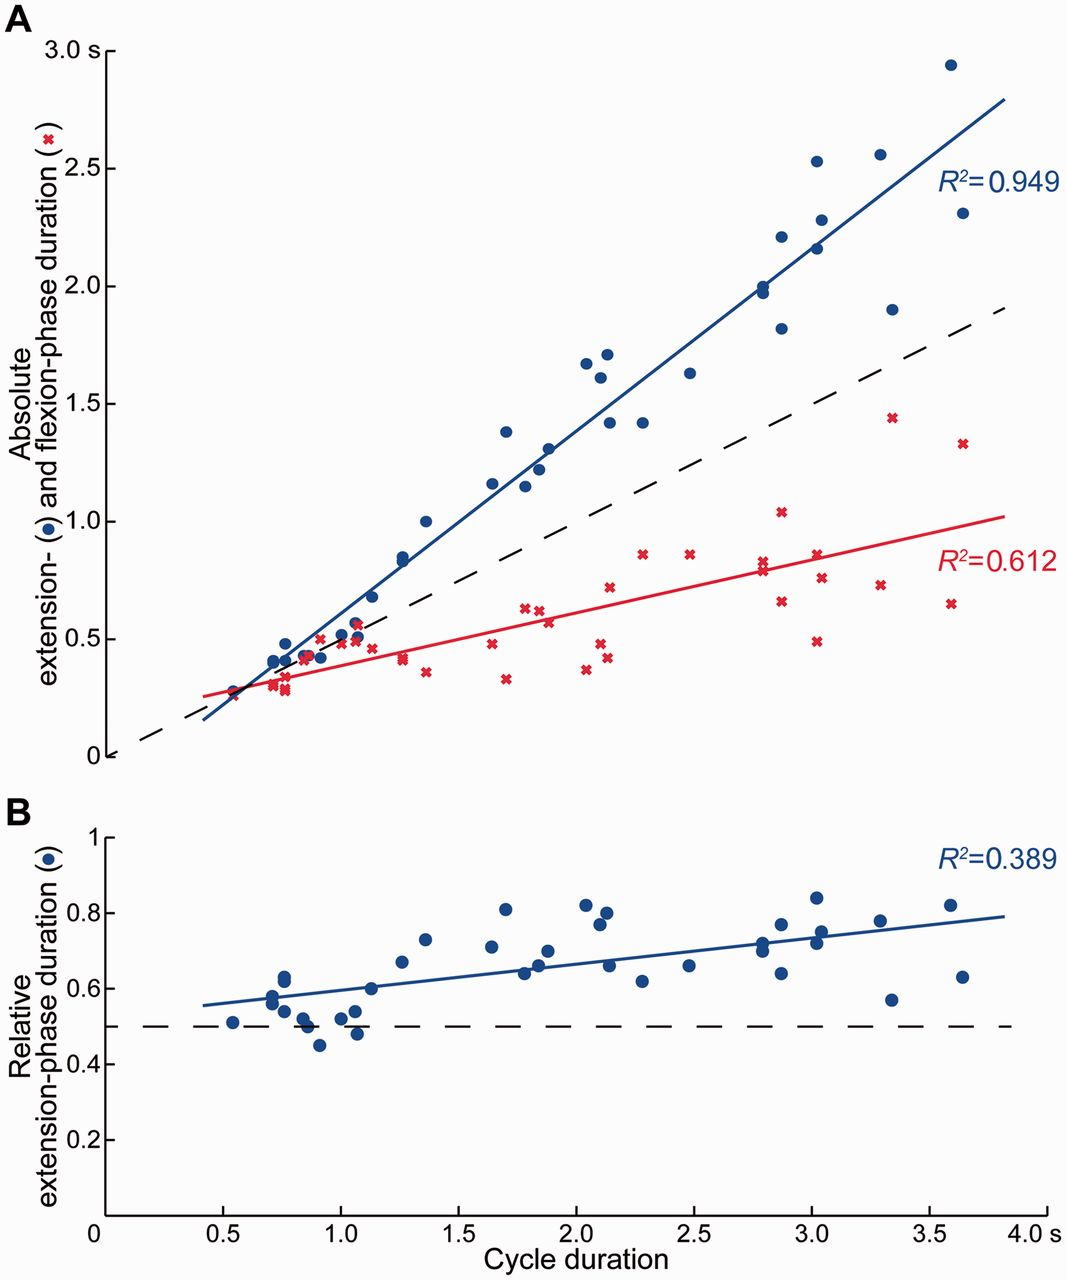 A
3.0 s
2.5
2.0
1.5
1.0
0.5
0
Absolute
extension- (●) and flexion-phase duration (✖)
R²=0.949
R²=0.612
B
1
0.8
0.6
0.4
0.2
Relative
extension-phase duration (●)
R²=0.389
0 0.5 1.0 1.5 2.0 2.5 3.0 3.5 4.0 s
Cycle duration